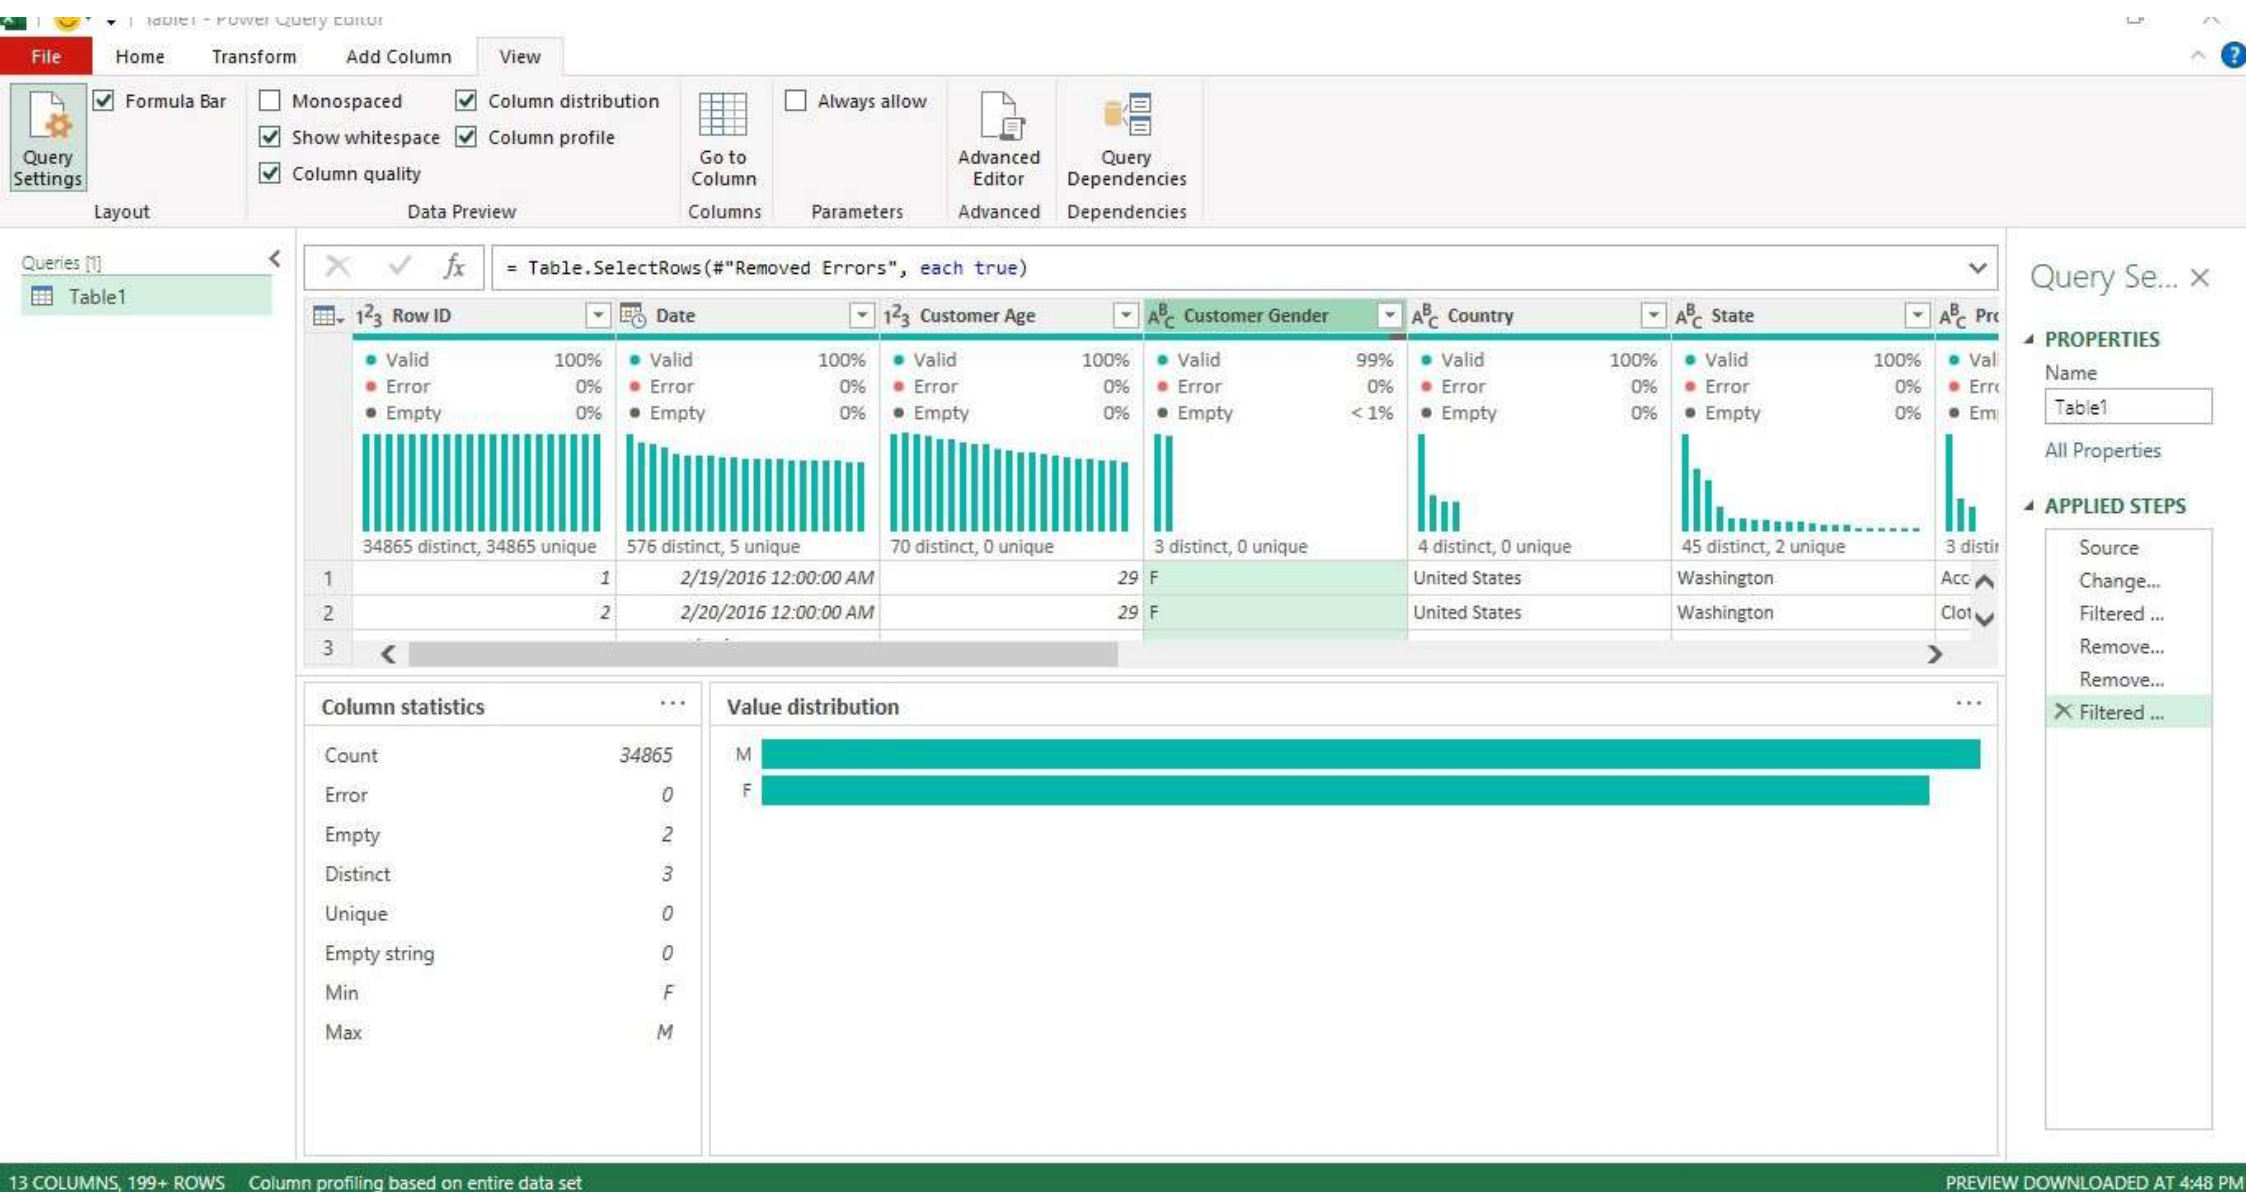 Table1 - Power Query Editor
File Home Transform Add Column View
Query Settings
Formula Bar
Layout
Monospaced
Show whitespace
Column quality
Column distribution
Column profile
Data Preview
Go to Column
Columns
Always allow
Parameters
Advanced Editor
Advanced
Query Dependencies
Dependencies
Queries [1]
Table1
= Table.SelectRows(#"Removed Errors", each true)
Row ID Date Customer Age Customer Gender Country State
Valid 100% Valid 100% Valid 100% Valid 99% Valid 100% Valid 100%
Error 0% Error 0% Error 0% Error 0% Error 0% Error 0%
Empty 0% Empty 0% Empty 0% Empty < 1% Empty 0% Empty 0%
34865 distinct, 34865 unique 576 distinct, 5 unique 70 distinct, 0 unique 3 distinct, 0 unique 4 distinct, 0 unique 45 distinct, 2 unique
1 1 2/19/2016 12:00:00 AM 29 F United States Washington
2 2 2/20/2016 12:00:00 AM 29 F United States Washington
3
Column statistics
Count 34865
Error 0
Empty 2
Distinct 3
Unique 0
Empty string 0
Min F
Max M
Value distribution
M
F
Query Se...
PROPERTIES
Name
Table1
All Properties
APPLIED STEPS
Source
Change...
Filtered ...
Remove...
Remove...
Filtered ...
13 COLUMNS, 199+ ROWS Column profiling based on entire data set
PREVIEW DOWNLOADED AT 4:48 PM